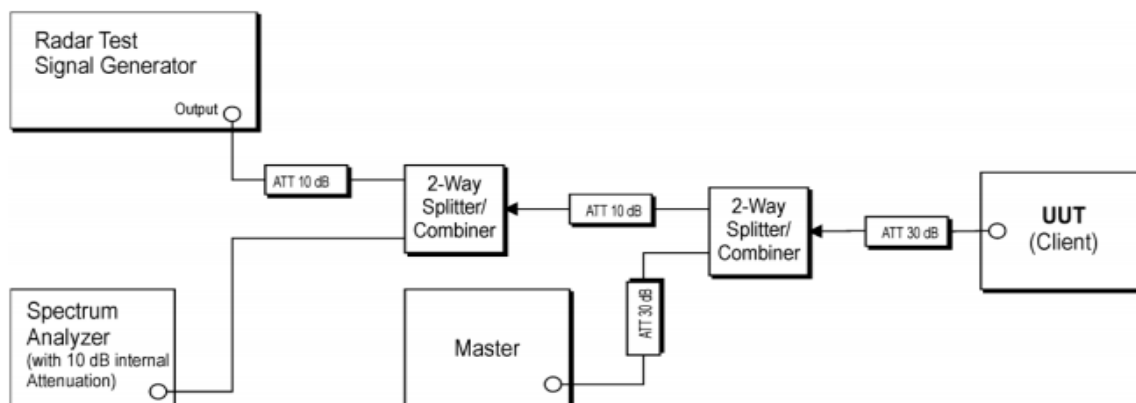 Radar Test
Signal Generator
Output
ATT 10 dB
2-Way
Splitter/
Combiner
ATT 10 dB
2-Way
Splitter/
Combiner
ATT 30 dB
UUT
(Client)
ATT 30 dB
Spectrum
Analyzer
(with 10 dB internal
Attenuation)
Master